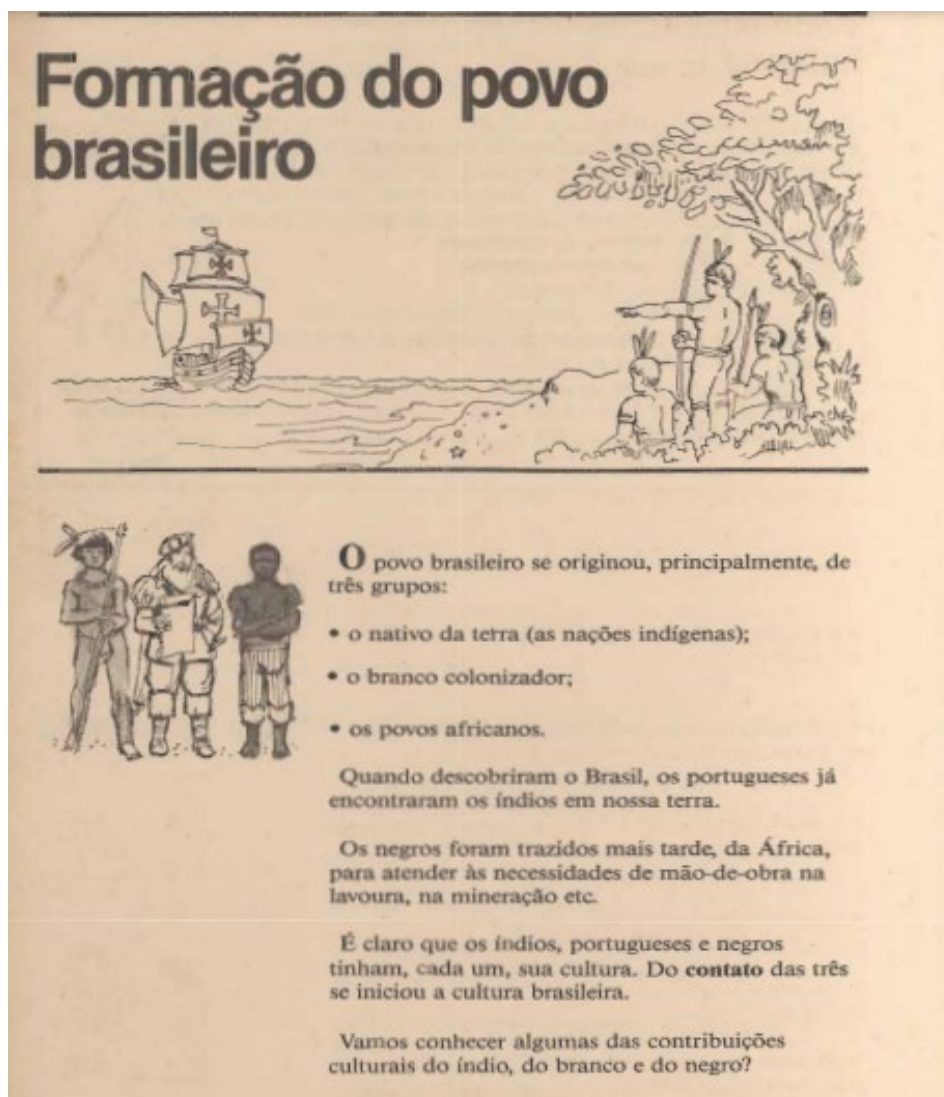 Formação do povo
brasileiro
O povo brasileiro se originou, principalmente, de
três grupos:
• o nativo da terra (as nações indígenas);
• o branco colonizador;
• os povos africanos.
Quando descobriram o Brasil, os portugueses já
encontraram os índios em nossa terra.
Os negros foram trazidos mais tarde, da África,
para atender às necessidades de mão-de-obra na
lavoura, na mineração etc.
É claro que os índios, portugueses e negros
tinham, cada um, sua cultura. Do contato das três
se iniciou a cultura brasileira.
Vamos conhecer algumas das contribuições
culturais do índio, do branco e do negro?